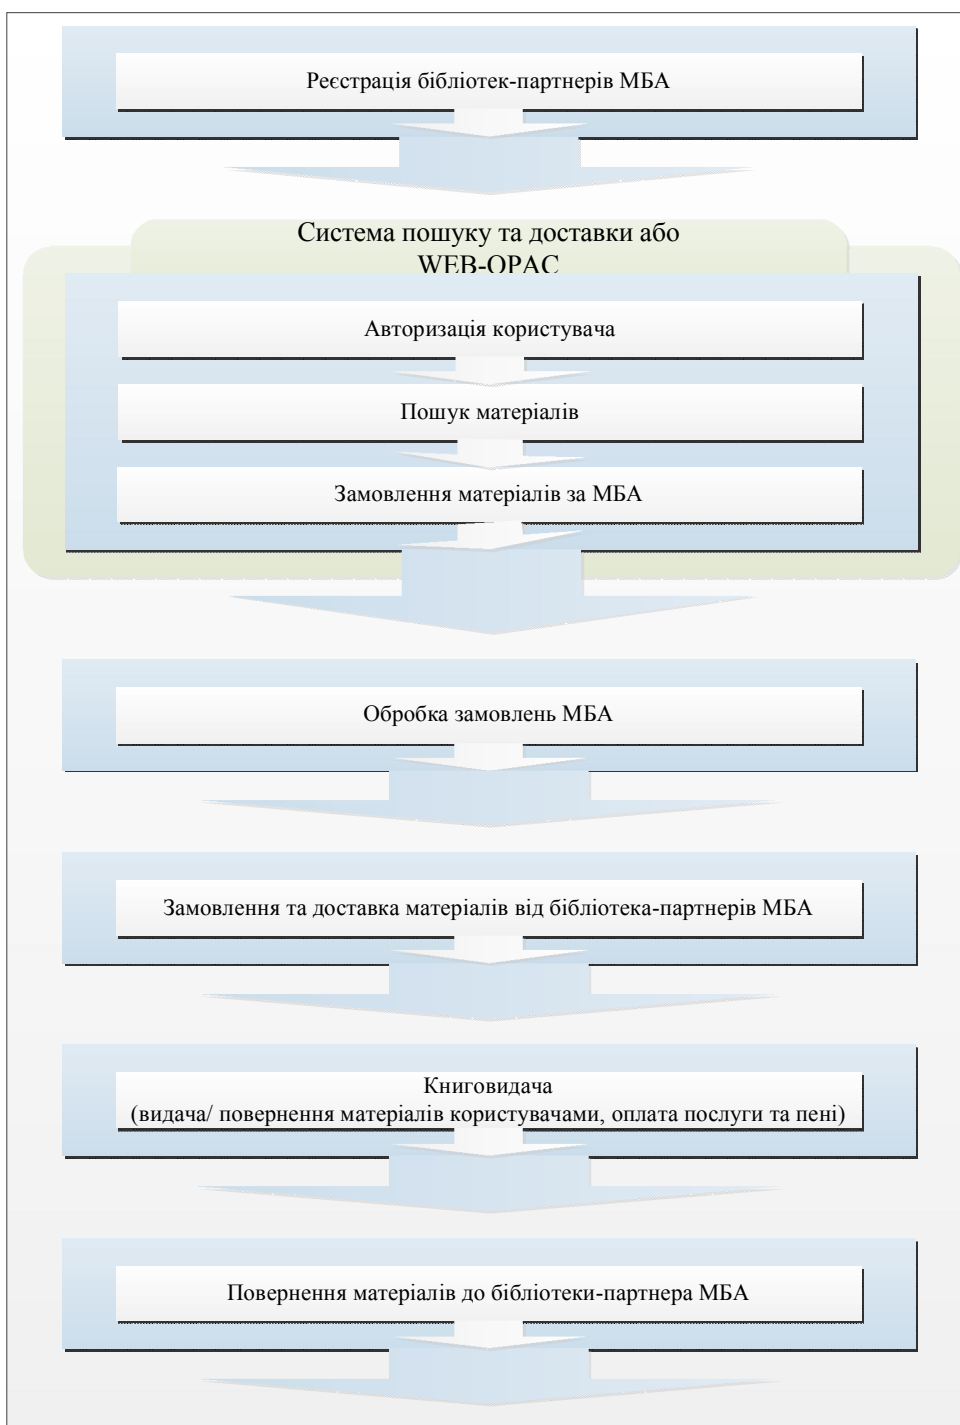 Реєстрація бібліотек-партнерів МБА
Система пошуку та доставки або
WEB-OPAC
Авторизація користувача
Пошук матеріалів
Замовлення матеріалів за МБА
Обробка замовлень МБА
Замовлення та доставка матеріалів від бібліотека-партнерів МБА
Книговидача
(видача/ повернення матеріалів користувачами, оплата послуги та пені)
Повернення матеріалів до бібліотеки-партнера МБА